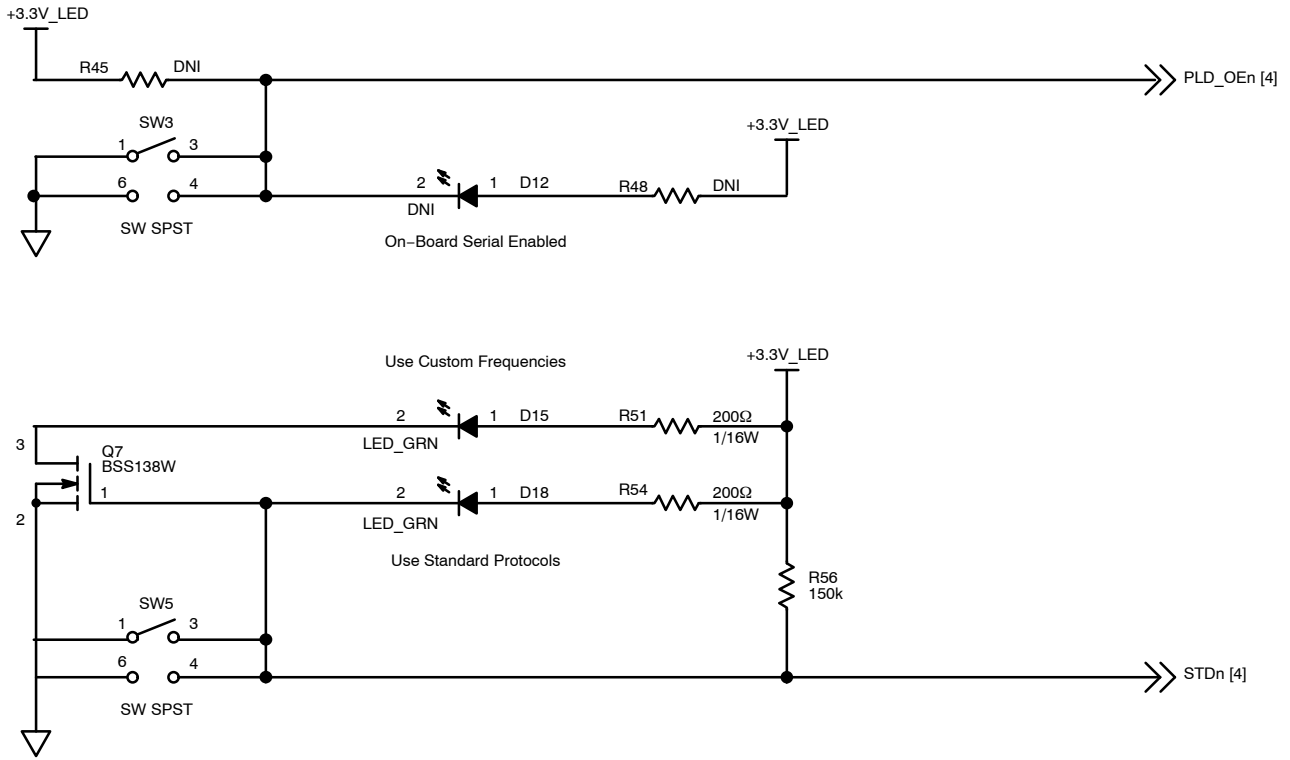 +3.3V_LED
R45 DNI
PLD_OEn [4]
SW3
1 3
6 4
SW SPST
+3.3V_LED
2 1 D12 R48 DNI
DNI
On−Board Serial Enabled
Use Custom Frequencies
+3.3V_LED
2 1 D15 R51 200Ω
LED_GRN 1/16W
3
Q7
BSS138W
1
2
2 1 D18 R54 200Ω
LED_GRN 1/16W
Use Standard Protocols
R56
150k
SW5
1 3
6 4
SW SPST
STDn [4]